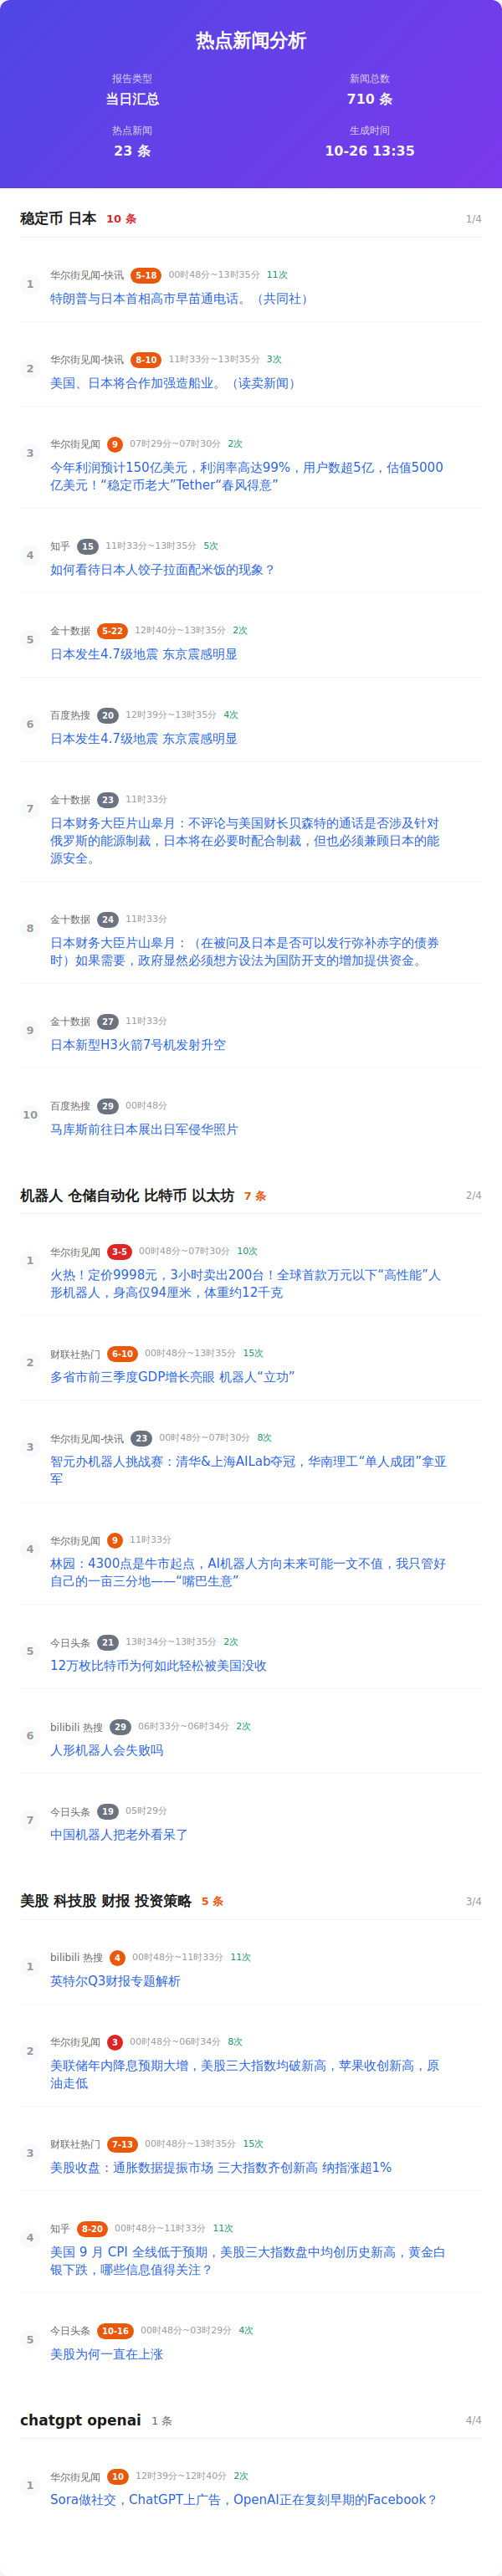 热点新闻分析
报告类型
新闻总数
当日汇总
710 条
热点新闻
生成时间
23 条
10-26 13:35
稳定币 日本 10 条 1/4
1
华尔街见闻-快讯 5-18 00时48分~13时35分 11次
特朗普与日本首相高市早苗通电话。（共同社）
2
华尔街见闻-快讯 8-10 11时33分~13时35分 3次
美国、日本将合作加强造船业。（读卖新闻）
3
华尔街见闻 9 07时29分~07时30分 2次
今年利润预计150亿美元，利润率高达99%，用户数超5亿，估值5000
亿美元！“稳定币老大”Tether“春风得意”
4
知乎 15 11时33分~13时35分 5次
如何看待日本人饺子拉面配米饭的现象？
5
金十数据 5-22 12时40分~13时35分 2次
日本发生4.7级地震 东京震感明显
6
百度热搜 20 12时39分~13时35分 4次
日本发生4.7级地震 东京震感明显
7
金十数据 23 11时33分
日本财务大臣片山皋月：不评论与美国财长贝森特的通话是否涉及针对
俄罗斯的能源制裁，日本将在必要时配合制裁，但也必须兼顾日本的能
源安全。
8
金十数据 24 11时33分
日本财务大臣片山皋月：（在被问及日本是否可以发行弥补赤字的债券
时）如果需要，政府显然必须想方设法为国防开支的增加提供资金。
9
金十数据 27 11时33分
日本新型H3火箭7号机发射升空
10
百度热搜 29 00时48分
马库斯前往日本展出日军侵华照片
机器人 仓储自动化 比特币 以太坊 7 条 2/4
1
华尔街见闻 3-5 00时48分~07时30分 10次
火热！定价9998元，3小时卖出200台！全球首款万元以下“高性能”人
形机器人，身高仅94厘米，体重约12千克
2
财联社热门 6-10 00时48分~13时35分 15次
多省市前三季度GDP增长亮眼 机器人“立功”
3
华尔街见闻-快讯 23 00时48分~07时30分 8次
智元办机器人挑战赛：清华&上海AILab夺冠，华南理工“单人成团”拿亚
军
4
华尔街见闻 9 11时33分
林园：4300点是牛市起点，AI机器人方向未来可能一文不值，我只管好
自己的一亩三分地——“嘴巴生意”
5
今日头条 21 13时34分~13时35分 2次
12万枚比特币为何如此轻松被美国没收
6
bilibili 热搜 29 06时33分~06时34分 2次
人形机器人会失败吗
7
今日头条 19 05时29分
中国机器人把老外看呆了
美股 科技股 财报 投资策略 5 条 3/4
1
bilibili 热搜 4 00时48分~11时33分 11次
英特尔Q3财报专题解析
2
华尔街见闻 3 00时48分~06时34分 8次
美联储年内降息预期大增，美股三大指数均破新高，苹果收创新高，原
油走低
3
财联社热门 7-13 00时48分~13时35分 15次
美股收盘：通胀数据提振市场 三大指数齐创新高 纳指涨超1%
4
知乎 8-20 00时48分~11时33分 11次
美国 9 月 CPI 全线低于预期，美股三大指数盘中均创历史新高，黄金白
银下跌，哪些信息值得关注？
5
今日头条 10-16 00时48分~03时29分 4次
美股为何一直在上涨
chatgpt openai 1 条 4/4
1
华尔街见闻 10 12时39分~12时40分 2次
Sora做社交，ChatGPT上广告，OpenAI正在复刻早期的Facebook？